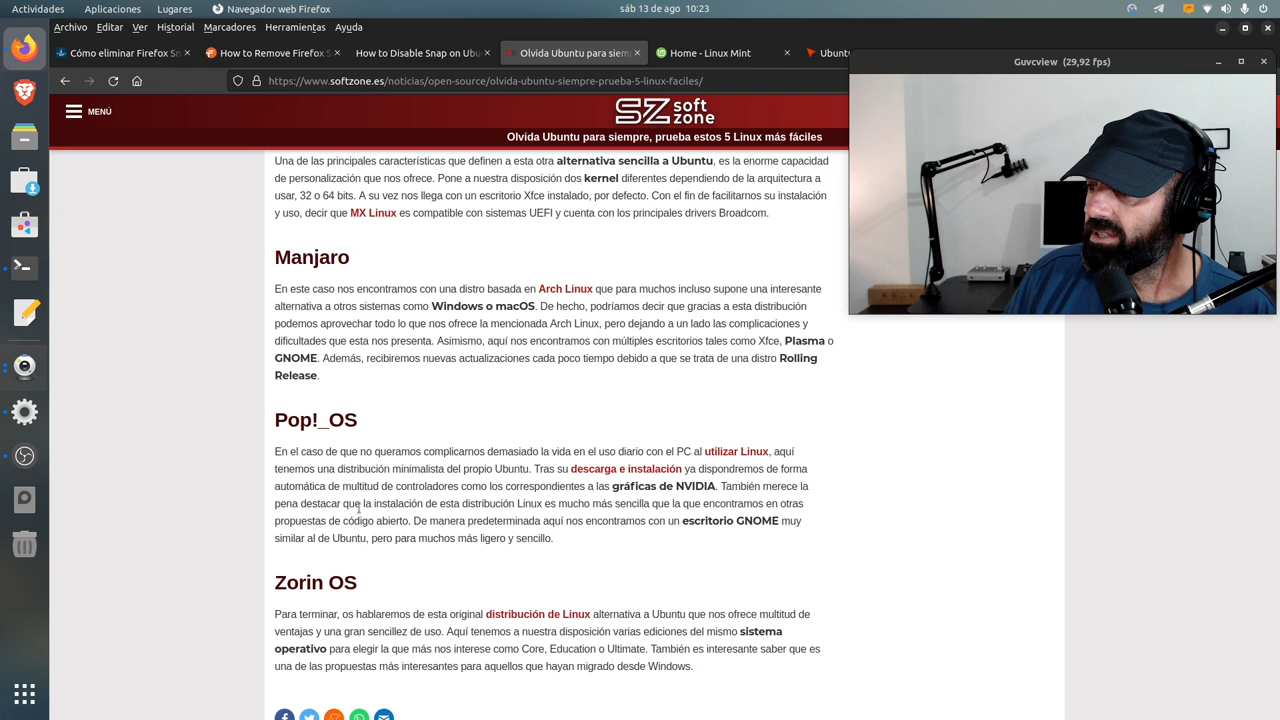 Actividades
Aplicaciones
Lugares
Navegador web Firefox
sáb 13 de ago 10:23
Archivo Editar Ver Historial Marcadores Herramientas Ayuda
Cómo eliminar Firefox Sn
How to Remove Firefox S
How to Disable Snap on Ubu
Olvida Ubuntu para siem
Home - Linux Mint
Ubunt
https://www.softzone.es/noticias/open-source/olvida-ubuntu-siempre-prueba-5-linux-faciles/
Guvcview (29,92 fps)
MENÚ
SZ soft zone
Olvida Ubuntu para siempre, prueba estos 5 Linux más fáciles
Una de las principales características que definen a esta otra alternativa sencilla a Ubuntu, es la enorme capacidad
de personalización que nos ofrece. Pone a nuestra disposición dos kernel diferentes dependiendo de la arquitectura a
usar, 32 o 64 bits. A su vez nos llega con un escritorio Xfce instalado, por defecto. Con el fin de facilitarnos su instalación
y uso, decir que MX Linux es compatible con sistemas UEFI y cuenta con los principales drivers Broadcom.
Manjaro
En este caso nos encontramos con una distro basada en Arch Linux que para muchos incluso supone una interesante
alternativa a otros sistemas como Windows o macOS. De hecho, podríamos decir que gracias a esta distribución
podemos aprovechar todo lo que nos ofrece la mencionada Arch Linux, pero dejando a un lado las complicaciones y
dificultades que esta nos presenta. Asimismo, aquí nos encontramos con múltiples escritorios tales como Xfce, Plasma o
GNOME. Además, recibiremos nuevas actualizaciones cada poco tiempo debido a que se trata de una distro Rolling
Release.
Pop!_OS
En el caso de que no queramos complicarnos demasiado la vida en el uso diario con el PC al utilizar Linux, aquí
tenemos una distribución minimalista del propio Ubuntu. Tras su descarga e instalación ya dispondremos de forma
automática de multitud de controladores como los correspondientes a las gráficas de NVIDIA. También merece la
pena destacar que la instalación de esta distribución Linux es mucho más sencilla que la que encontramos en otras
propuestas de código abierto. De manera predeterminada aquí nos encontramos con un escritorio GNOME muy
similar al de Ubuntu, pero para muchos más ligero y sencillo.
Zorin OS
Para terminar, os hablaremos de esta original distribución de Linux alternativa a Ubuntu que nos ofrece multitud de
ventajas y una gran sencillez de uso. Aquí tenemos a nuestra disposición varias ediciones del mismo sistema
operativo para elegir la que más nos interese como Core, Education o Ultimate. También es interesante saber que es
una de las propuestas más interesantes para aquellos que hayan migrado desde Windows.